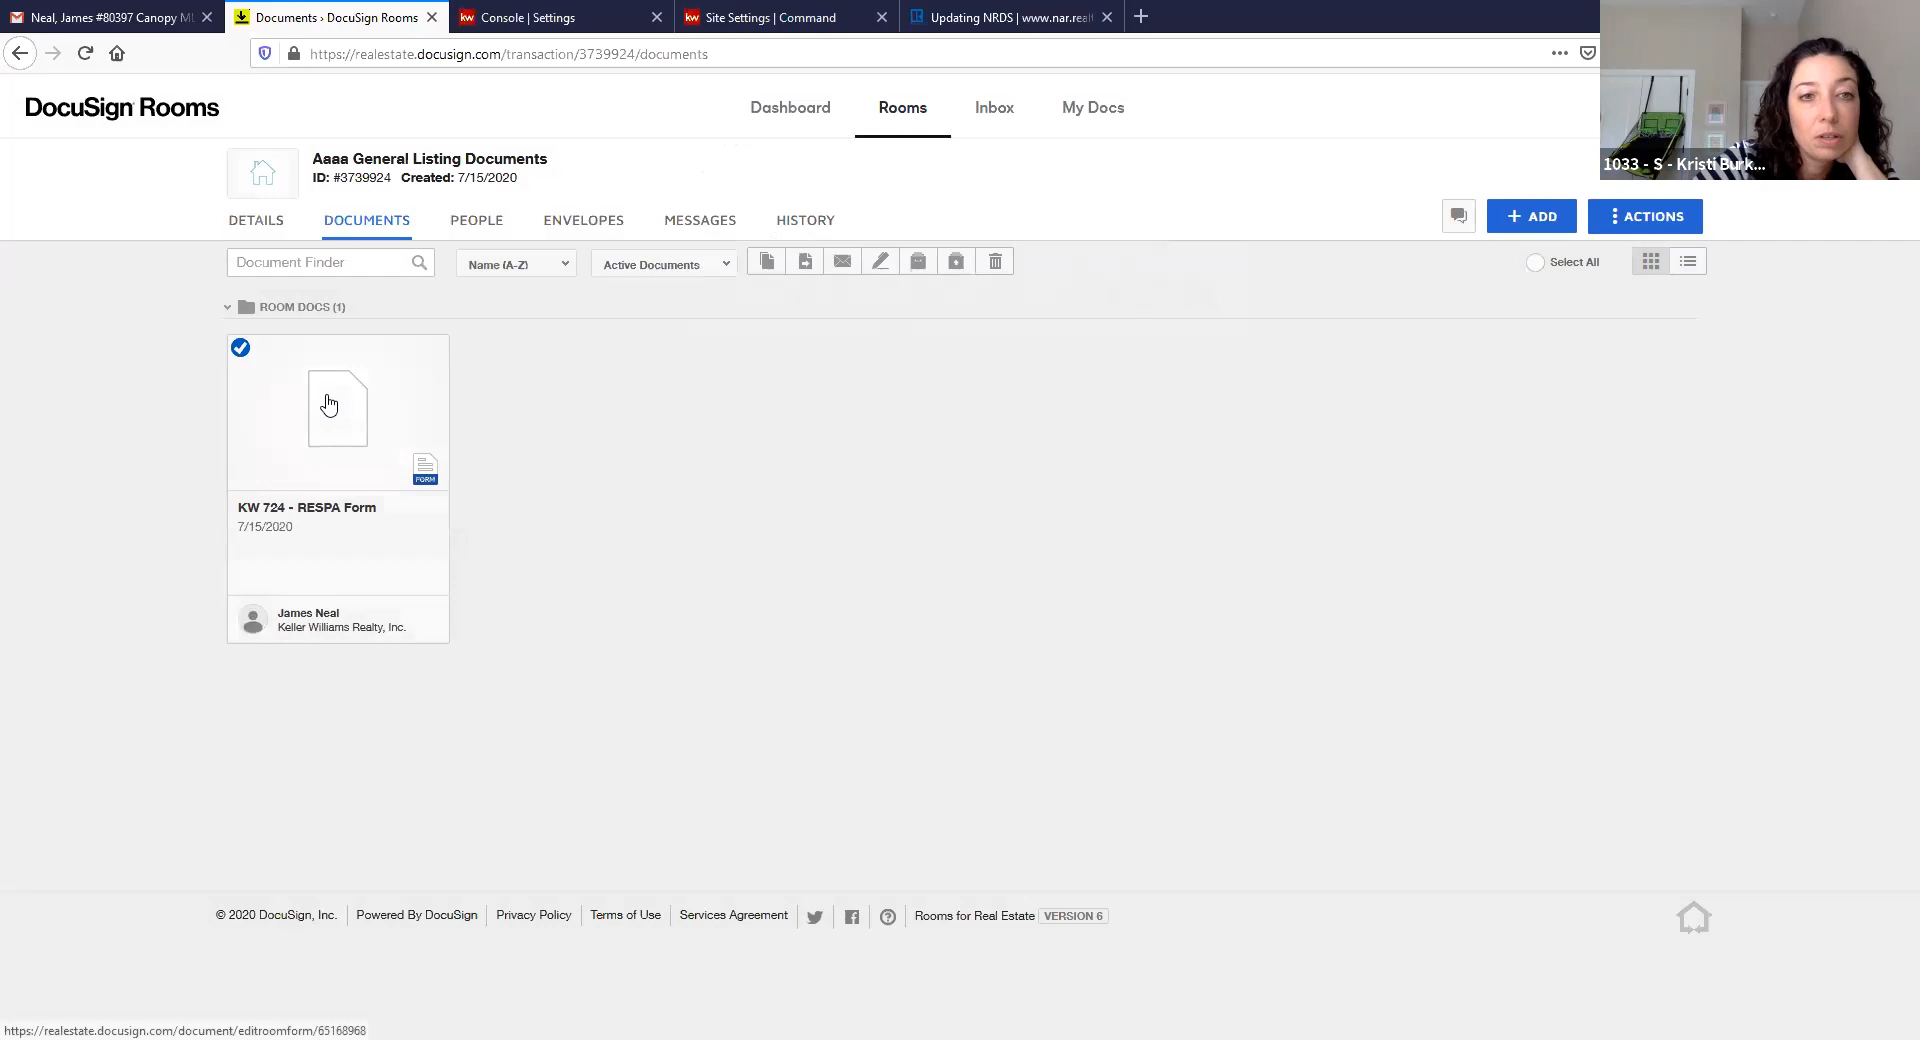 Neal, James #80397 Canopy ML
Documents › DocuSign Rooms
kw Console | Settings
kw Site Settings | Command
Updating NRDS | www.nar.realt
https://realestate.docusign.com/transaction/3739924/documents
DocuSign Rooms
Dashboard
Rooms
Inbox
My Docs
1033 - S - Kristi Burk...
Aaaa General Listing Documents
ID: #3739924 Created: 7/15/2020
DETAILS
DOCUMENTS
PEOPLE
ENVELOPES
MESSAGES
HISTORY
+ ADD
ACTIONS
Document Finder
Name (A-Z)
Active Documents
Select All
ROOM DOCS (1)
FORM
KW 724 - RESPA Form
7/15/2020
James Neal
Keller Williams Realty, Inc.
© 2020 DocuSign, Inc.
Powered By DocuSign
Privacy Policy
Terms of Use
Services Agreement
Rooms for Real Estate VERSION 6
https://realestate.docusign.com/document/editroomform/65168968